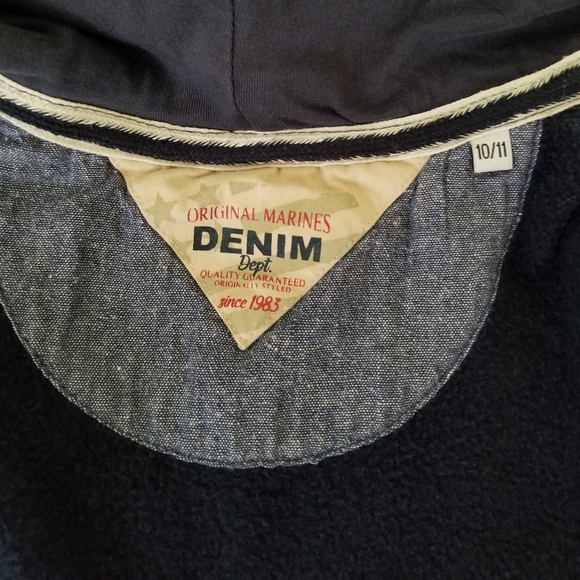 ORIGINAL MARINES
DENIM
Dept.
QUALITY GUARANTEED
ORIGINALLY STYLED
since 1983
10/11